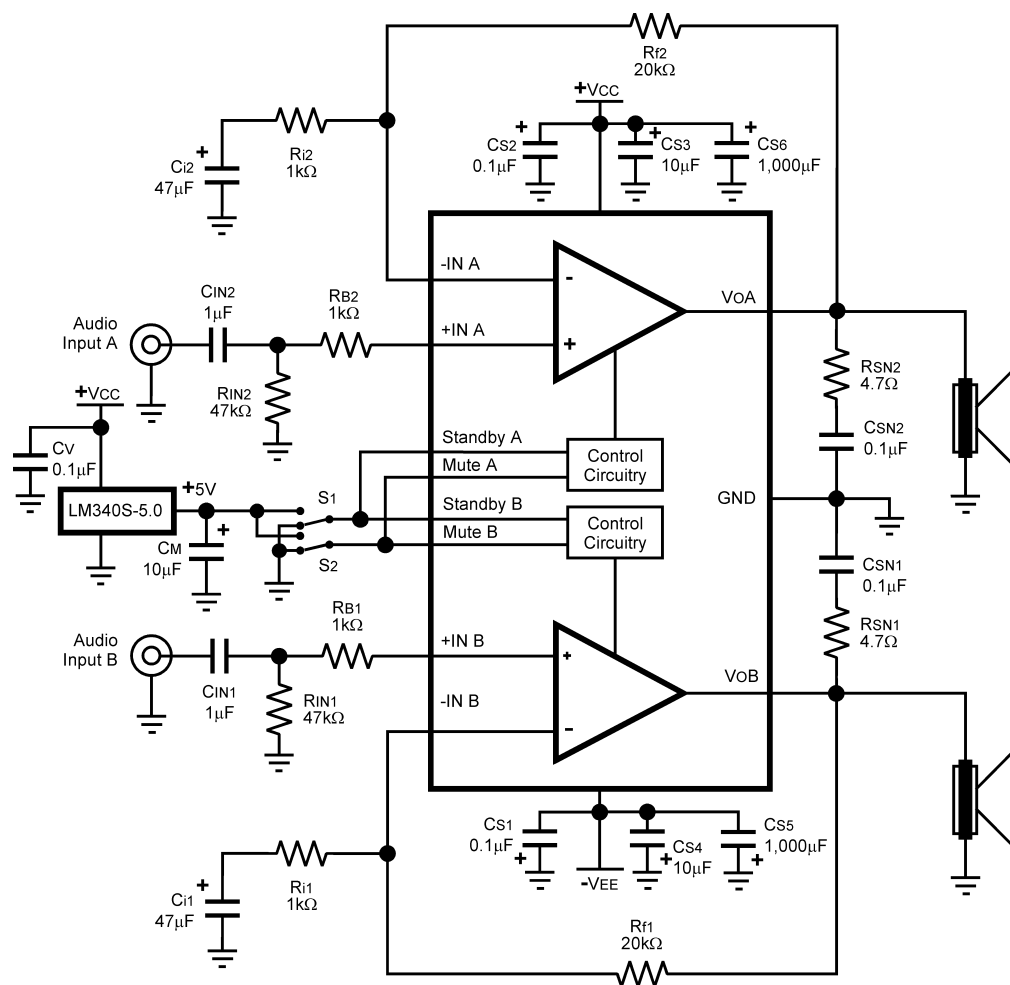 Rf2
20kΩ
+VCC
CS2
0.1µF
+
CS3
10µF
+
CS6
1,000µF
+
Ri2
1kΩ
Ci2
47µF
+
-IN A
-
CIN2
1µF
RB2
1kΩ
VOA
Audio
Input A
+IN A
+
RIN2
47kΩ
RSN2
4.7Ω
+VCC
CSN2
0.1µF
CV
0.1µF
Standby A
Mute A
Control
Circuitry
LM340S-5.0
+5V
S1
Standby B
GND
Control
Circuitry
Mute B
S2
CM
10µF
+
CSN1
0.1µF
RB1
1kΩ
RSN1
4.7Ω
Audio
Input B
+IN B
+
VOB
CIN1
1µF
RIN1
47kΩ
-IN B
-
CS1
0.1µF
+
CS4
10µF
+
CS5
1,000µF
+
-VEE
Ri1
1kΩ
Ci1
47µF
+
Rf1
20kΩ